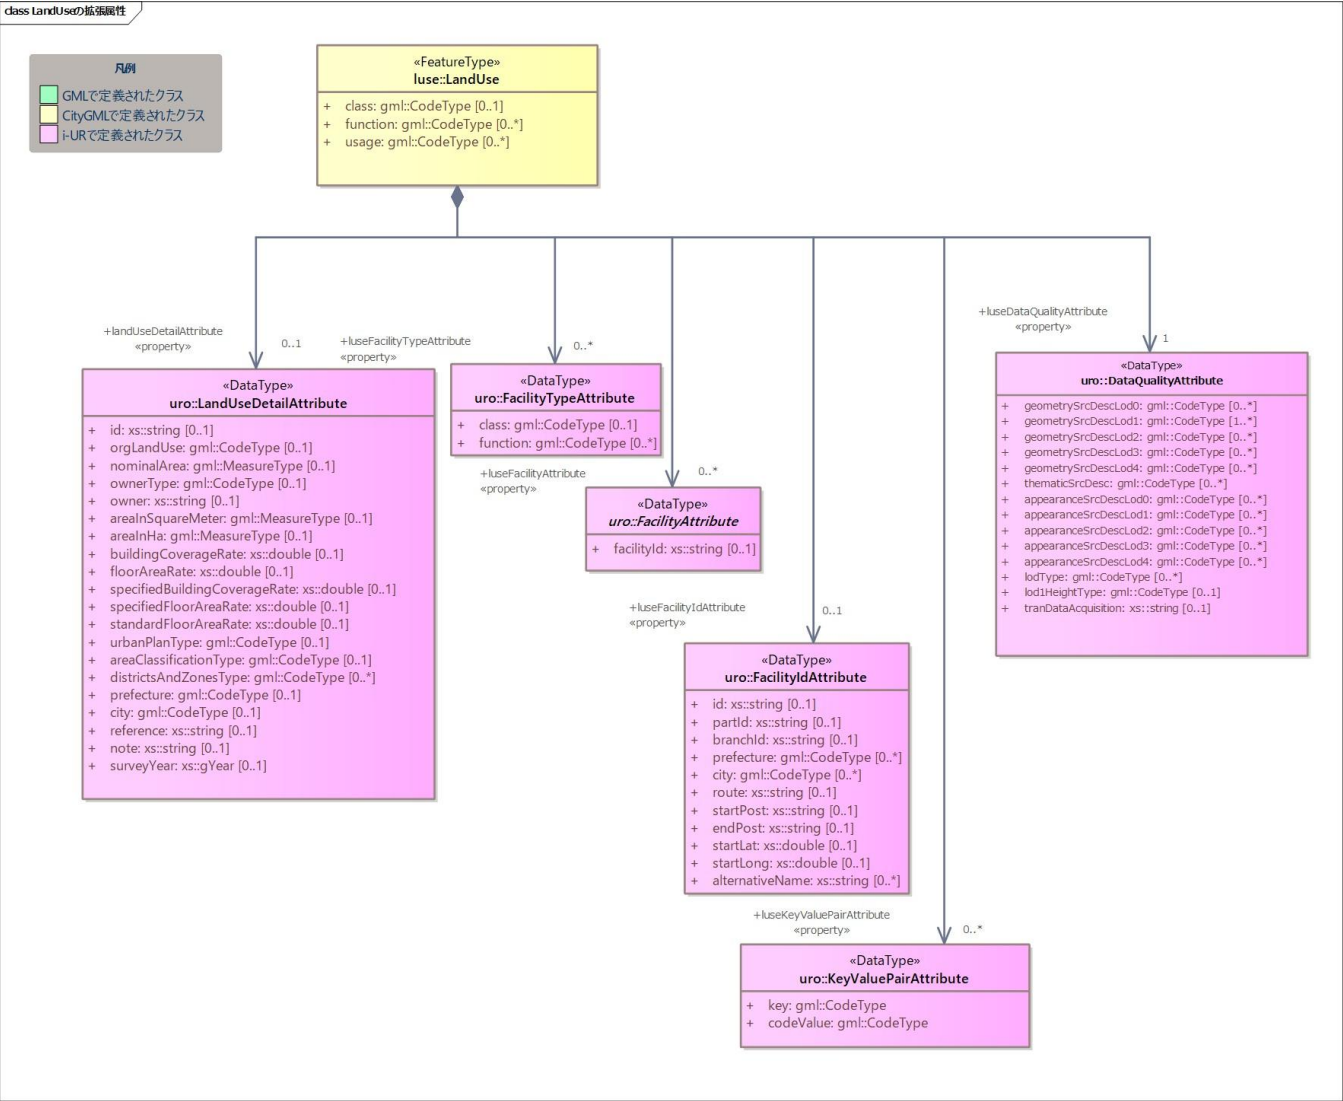 class LandUseの拡張属性
凡例
GMLで定義されたクラス
CityGMLで定義されたクラス
i-URで定義されたクラス
«FeatureType»
luse::LandUse
+ class: gml::CodeType [0..1]
+ function: gml::CodeType [0..*]
+ usage: gml::CodeType [0..*]
+landUseDetailAttribute
«property»
0..1
«DataType»
uro::LandUseDetailAttribute
+ id: xs::string [0..1]
+ orgLandUse: gml::CodeType [0..1]
+ nominalArea: gml::MeasureType [0..1]
+ ownerType: gml::CodeType [0..1]
+ owner: xs::string [0..1]
+ areaInSquareMeter: gml::MeasureType [0..1]
+ areaInHa: gml::MeasureType [0..1]
+ buildingCoverageRate: xs::double [0..1]
+ floorAreaRate: xs::double [0..1]
+ specifiedBuildingCoverageRate: xs::double [0..1]
+ specifiedFloorAreaRate: xs::double [0..1]
+ standardFloorAreaRate: xs::double [0..1]
+ urbanPlanType: gml::CodeType [0..1]
+ areaClassificationType: gml::CodeType [0..1]
+ districtsAndZonesType: gml::CodeType [0..*]
+ prefecture: gml::CodeType [0..1]
+ city: gml::CodeType [0..1]
+ reference: xs::string [0..1]
+ note: xs::string [0..1]
+ surveyYear: xs::gYear [0..1]
+luseFacilityTypeAttribute
«property»
0..*
«DataType»
uro::FacilityTypeAttribute
+ class: gml::CodeType [0..1]
+ function: gml::CodeType [0..*]
+luseFacilityAttribute
«property»
0..*
«DataType»
uro::FacilityAttribute
+ facilityId: xs::string [0..1]
+luseFacilityIdAttribute
«property»
0..1
«DataType»
uro::FacilityIdAttribute
+ id: xs::string [0..1]
+ partId: xs::string [0..1]
+ branchId: xs::string [0..1]
+ prefecture: gml::CodeType [0..*]
+ city: gml::CodeType [0..*]
+ route: xs::string [0..1]
+ startPost: xs::string [0..1]
+ endPost: xs::string [0..1]
+ startLat: xs::double [0..1]
+ startLong: xs::double [0..1]
+ alternativeName: xs::string [0..*]
+luseKeyValuePairAttribute
«property»
0..*
«DataType»
uro::KeyValuePairAttribute
+ key: gml::CodeType
+ codeValue: gml::CodeType
+luseDataQualityAttribute
«property»
1
«DataType»
uro::DataQualityAttribute
+ geometrySrcDescLod0: gml::CodeType [0..*]
+ geometrySrcDescLod1: gml::CodeType [1..*]
+ geometrySrcDescLod2: gml::CodeType [0..*]
+ geometrySrcDescLod3: gml::CodeType [0..*]
+ geometrySrcDescLod4: gml::CodeType [0..*]
+ thematicSrcDesc: gml::CodeType [0..*]
+ appearanceSrcDescLod0: gml::CodeType [0..*]
+ appearanceSrcDescLod1: gml::CodeType [0..*]
+ appearanceSrcDescLod2: gml::CodeType [0..*]
+ appearanceSrcDescLod3: gml::CodeType [0..*]
+ appearanceSrcDescLod4: gml::CodeType [0..*]
+ lodType: gml::CodeType [0..*]
+ lod1HeightType: gml::CodeType [0..1]
+ tranDataAcquisition: xs::string [0..1]